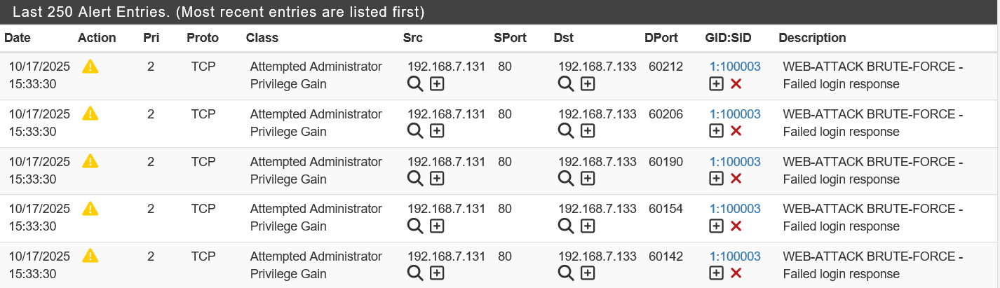 Last 250 Alert Entries. (Most recent entries are listed first)
Date Action Pri Proto Class Src SPort Dst DPort GID:SID Description
10/17/2025 2 TCP Attempted Administrator 192.168.7.131 80 192.168.7.133 60212 1:100003 WEB-ATTACK BRUTE-FORCE -
15:33:30 Privilege Gain Failed login response
10/17/2025 2 TCP Attempted Administrator 192.168.7.131 80 192.168.7.133 60206 1:100003 WEB-ATTACK BRUTE-FORCE -
15:33:30 Privilege Gain Failed login response
10/17/2025 2 TCP Attempted Administrator 192.168.7.131 80 192.168.7.133 60190 1:100003 WEB-ATTACK BRUTE-FORCE -
15:33:30 Privilege Gain Failed login response
10/17/2025 2 TCP Attempted Administrator 192.168.7.131 80 192.168.7.133 60154 1:100003 WEB-ATTACK BRUTE-FORCE -
15:33:30 Privilege Gain Failed login response
10/17/2025 2 TCP Attempted Administrator 192.168.7.131 80 192.168.7.133 60142 1:100003 WEB-ATTACK BRUTE-FORCE -
15:33:30 Privilege Gain Failed login response